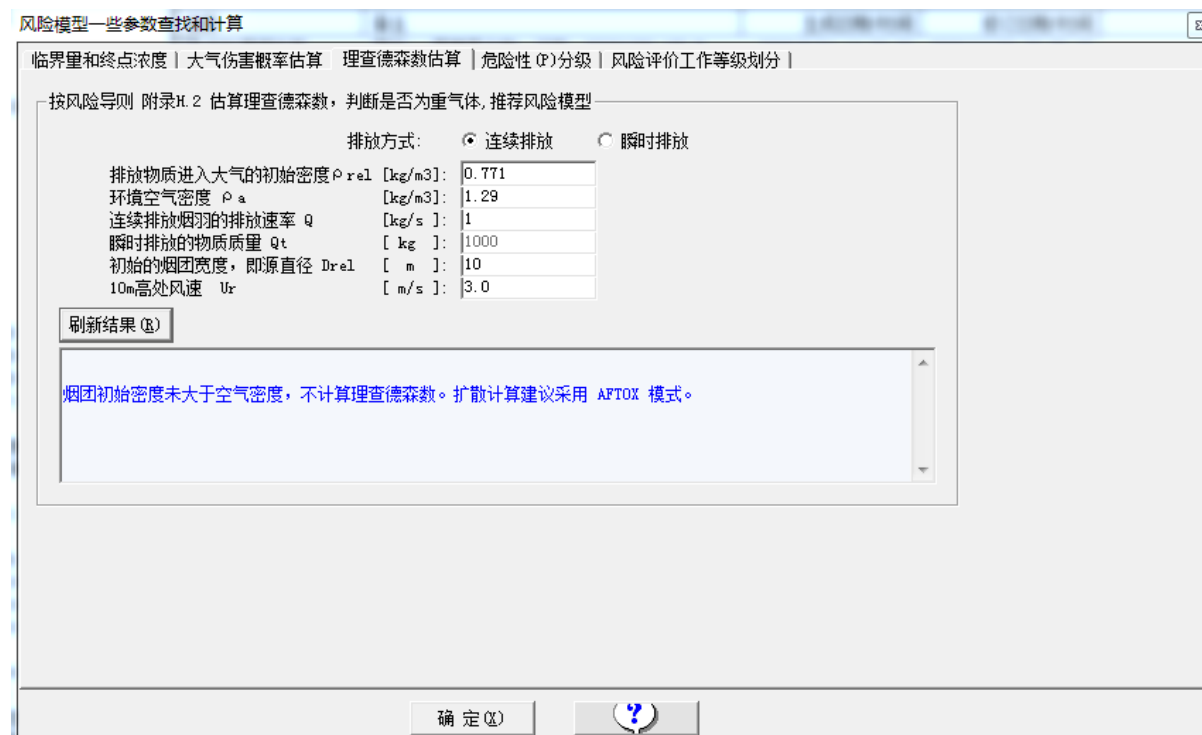 风险模型一些参数查找和计算
临界量和终点浓度 | 大气伤害概率估算 | 理查德森数估算 | 危险性(P)分级 | 风险评价工作等级划分 |
按风险导则 附录H.2 估算理查德森数，判断是否为重气体,推荐风险模型
排放方式: 连续排放 瞬时排放
排放物质进入大气的初始密度ρrel [kg/m3]: 0.771
环境空气密度 ρa [kg/m3]: 1.29
连续排放烟羽的排放速率 Q [kg/s ]: 1
瞬时排放的物质质量 Qt [ kg ]: 1000
初始的烟团宽度，即源直径 Drel [ m ]: 10
10m高处风速 Ur [ m/s ]: 3.0
刷新结果(R)
烟团初始密度未大于空气密度，不计算理查德森数。扩散计算建议采用 AFTOX 模式。
确 定(X) ?